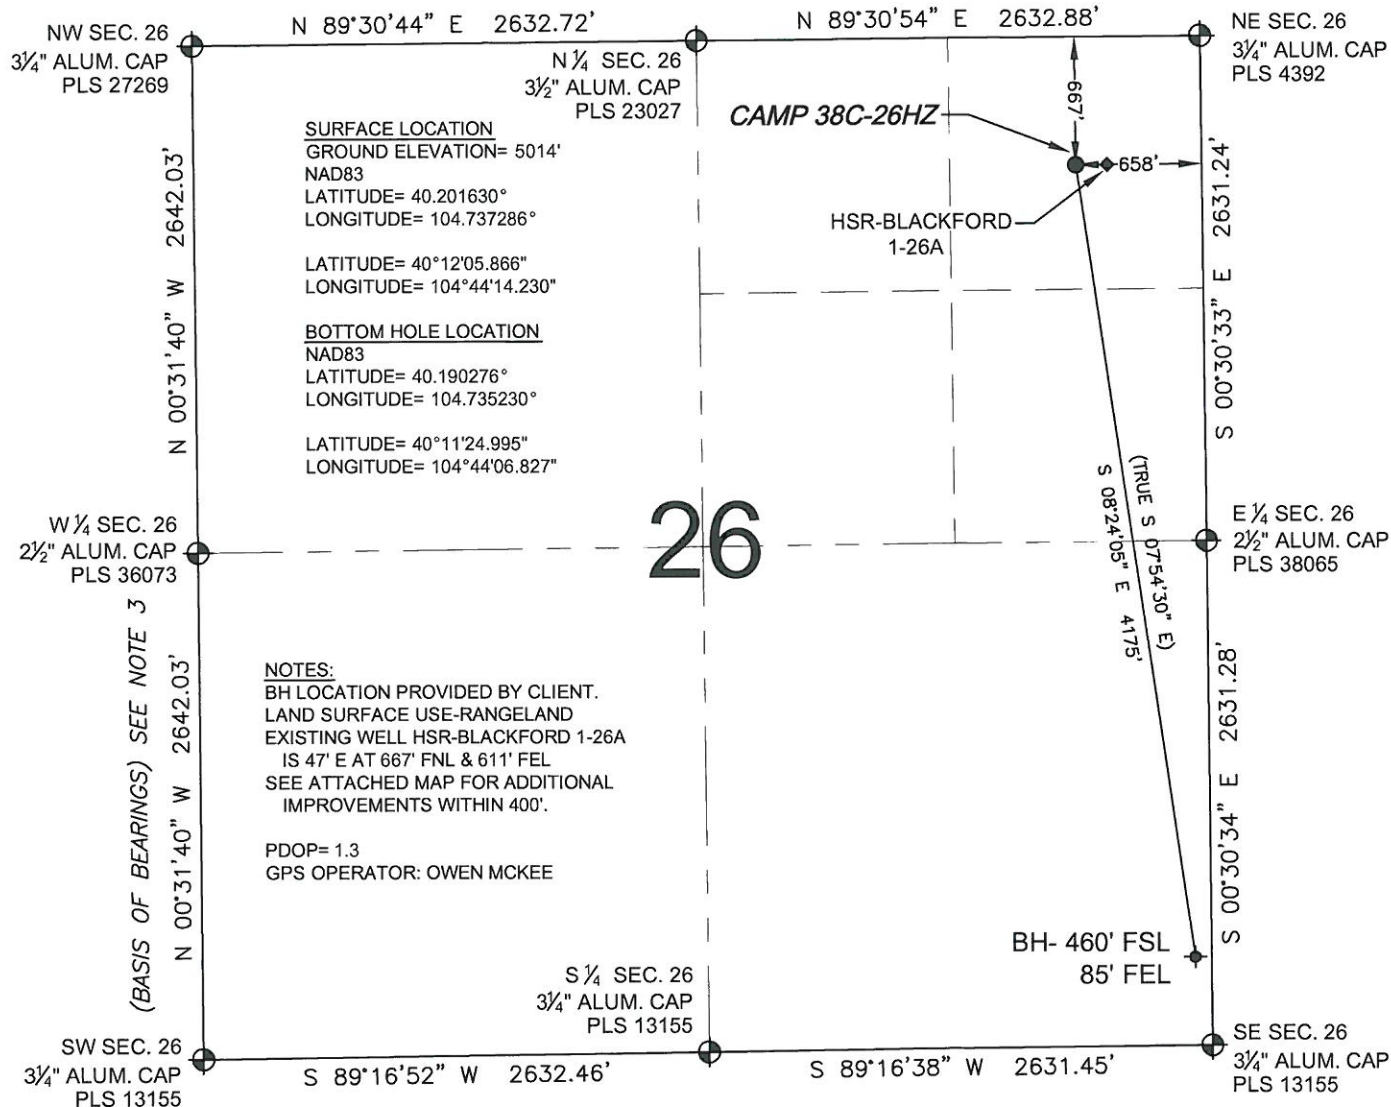 N 89°30'44" E 2632.72'
N 89°30'54" E 2632.88'
NW SEC. 26
3¼" ALUM. CAP
PLS 27269
N ¼ SEC. 26
3½" ALUM. CAP
PLS 23027
NE SEC. 26
3¼" ALUM. CAP
PLS 4392
SURFACE LOCATION
GROUND ELEVATION= 5014'
NAD83
LATITUDE= 40.201630°
LONGITUDE= 104.737286°
LATITUDE= 40°12'05.866"
LONGITUDE= 104°44'14.230"
BOTTOM HOLE LOCATION
NAD83
LATITUDE= 40.190276°
LONGITUDE= 104.735230°
LATITUDE= 40°11'24.995"
LONGITUDE= 104°44'06.827"
CAMP 38C-26HZ
667'
658'
HSR-BLACKFORD
1-26A
N 00°31'40" W 2642.03'
S 00°30'33" E 2631.24'
(TRUE S 07°54'30" E)
S 08°24'05" E 4175'
26
W ¼ SEC. 26
2½" ALUM. CAP
PLS 36073
E ¼ SEC. 26
2½" ALUM. CAP
PLS 38065
(BASIS OF BEARINGS) SEE NOTE 3
N 00°31'40" W 2642.03'
NOTES:
BH LOCATION PROVIDED BY CLIENT.
LAND SURFACE USE-RANGELAND
EXISTING WELL HSR-BLACKFORD 1-26A
IS 47' E AT 667' FNL & 611' FEL
SEE ATTACHED MAP FOR ADDITIONAL
IMPROVEMENTS WITHIN 400'.
PDOP= 1.3
GPS OPERATOR: OWEN MCKEE
S 00°30'34" E 2631.28'
BH- 460' FSL
85' FEL
S ¼ SEC. 26
3¼" ALUM. CAP
PLS 13155
SW SEC. 26
3¼" ALUM. CAP
PLS 13155
SE SEC. 26
3¼" ALUM. CAP
PLS 13155
S 89°16'52" W 2632.46'
S 89°16'38" W 2631.45'